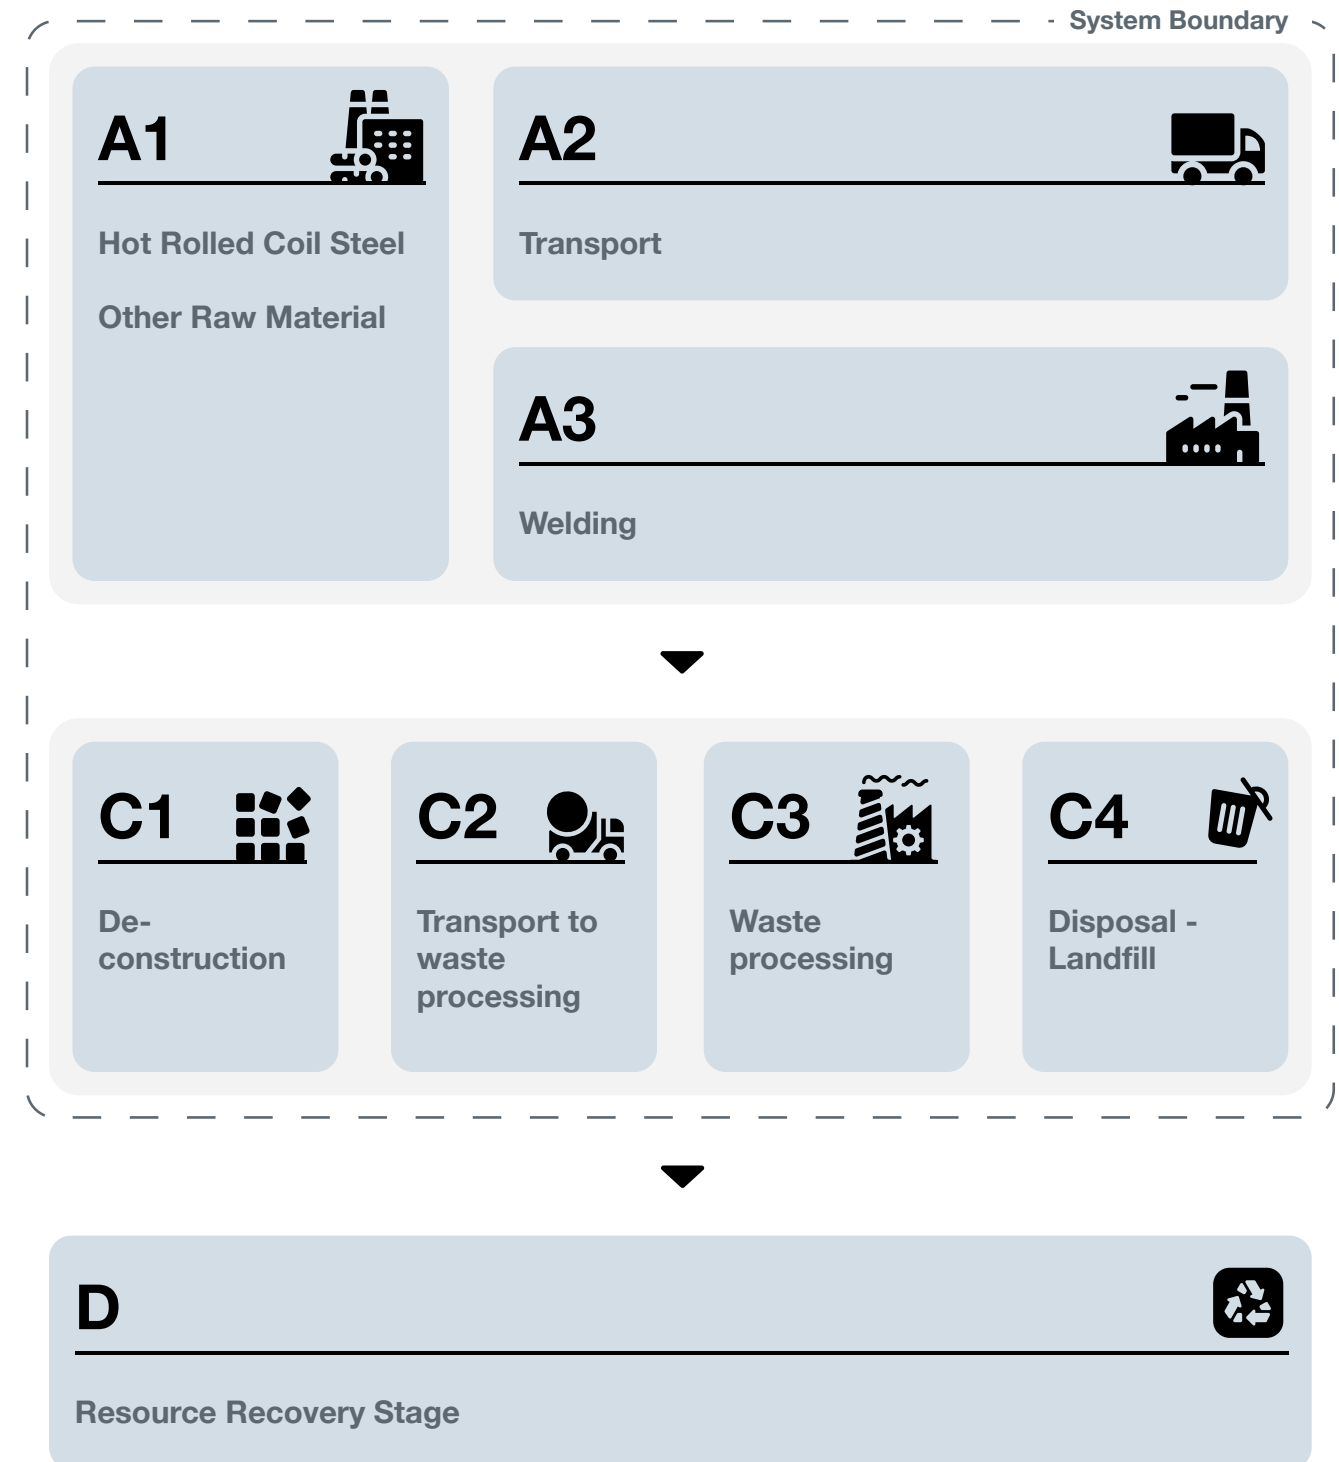 System Boundary
A1
Hot Rolled Coil Steel
Other Raw Material
A2
Transport
A3
Welding
C1
De-
construction
C2
Transport to
waste
processing
C3
Waste
processing
C4
Disposal -
Landfill
D
Resource Recovery Stage